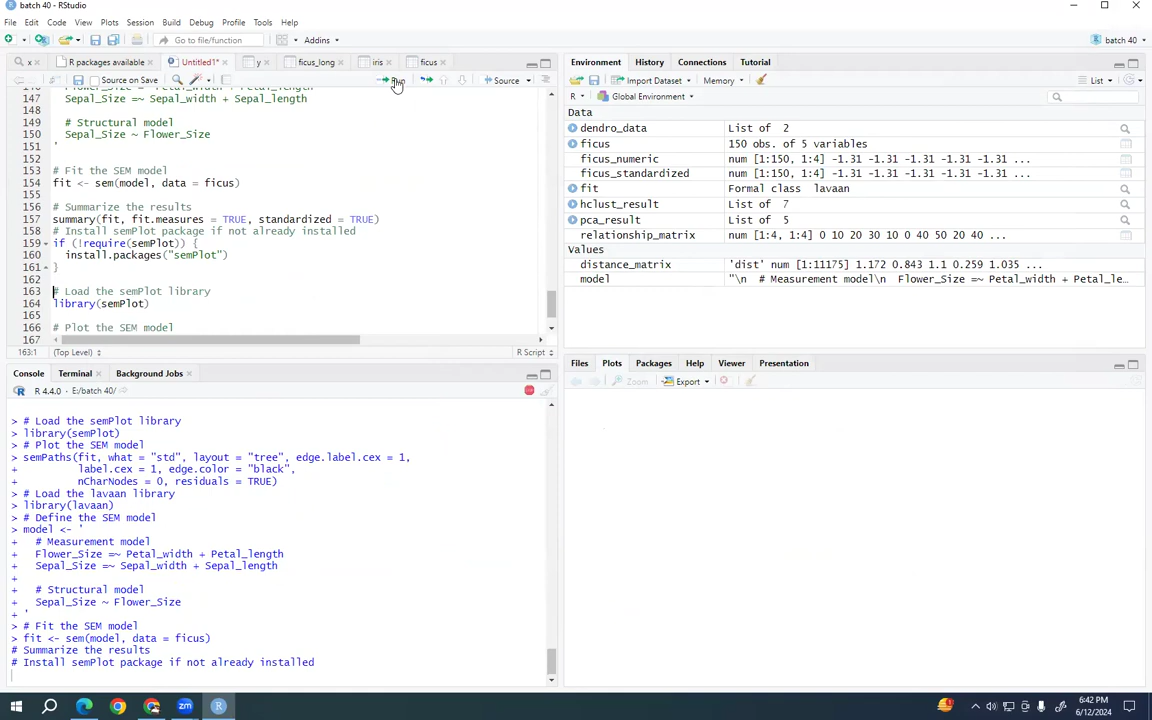 batch 40 - RStudio
File Edit Code View Plots Session Build Debug Profile Tools Help
Go to file/function Addins batch 40
x R packages available Untitled1* y ficus_long iris ficus
Source on Save Run Source
147 Sepal_Size =~ Sepal_width + Sepal_length
148
149 # Structural model
150 Sepal_Size ~ Flower_Size
151 '
152
153 # Fit the SEM model
154 fit <- sem(model, data = ficus)
155
156 # Summarize the results
157 summary(fit, fit.measures = TRUE, standardized = TRUE)
158 # Install semPlot package if not already installed
159 if (!require(semPlot)) {
160 install.packages("semPlot")
161 }
162
163 # Load the semPlot library
164 library(semPlot)
165
166 # Plot the SEM model
167
163:1 (Top Level) R Script
Console Terminal Background Jobs
R 4.4.0 · E:/batch 40/
> # Load the semPlot library
> library(semPlot)
> # Plot the SEM model
> semPaths(fit, what = "std", layout = "tree", edge.label.cex = 1,
+ label.cex = 1, edge.color = "black",
+ nCharNodes = 0, residuals = TRUE)
> # Load the lavaan library
> library(lavaan)
> # Define the SEM model
> model <- '
+ # Measurement model
+ Flower_Size =~ Petal_width + Petal_length
+ Sepal_Size =~ Sepal_width + Sepal_length
+
+ # Structural model
+ Sepal_Size ~ Flower_Size
+ '
> # Fit the SEM model
> fit <- sem(model, data = ficus)
# Summarize the results
# Install semPlot package if not already installed
Environment History Connections Tutorial
Import Dataset Memory List
R Global Environment
Data
dendro_data List of 2
ficus 150 obs. of 5 variables
ficus_numeric num [1:150, 1:4] -1.31 -1.31 -1.31 -1.31 -1.31 ...
ficus_standardized num [1:150, 1:4] -1.31 -1.31 -1.31 -1.31 -1.31 ...
fit Formal class lavaan
hclust_result List of 7
pca_result List of 5
relationship_matrix num [1:4, 1:4] 0 10 20 30 10 0 40 50 20 40 ...
Values
distance_matrix 'dist' num [1:11175] 1.172 0.843 1.1 0.259 1.035 ...
model "\n # Measurement model\n Flower_Size =~ Petal_width + Petal_le…
Files Plots Packages Help Viewer Presentation
Zoom Export
6:42 PM
6/12/2024